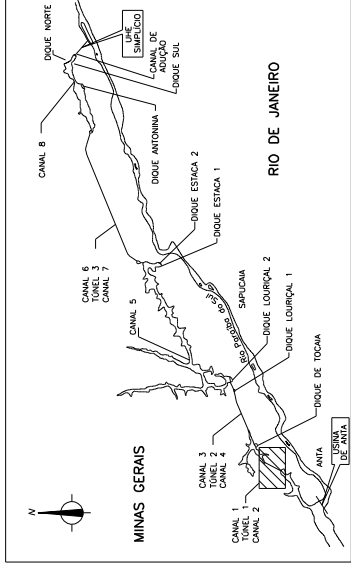 N
MINAS GERAIS
RIO DE JANEIRO
DIQUE NORTE
UHE
SIMPLÍCIO
CANAL DE
ADUÇÃO
DIQUE SUL
CANAL 8
DIQUE ANTONINA
CANAL 6
TÚNEL 3
CANAL 7
DIQUE ESTACA 2
DIQUE ESTACA 1
CANAL 5
SAPUCAIA
Rio Paraíba do Sul
DIQUE LOURIÇAL 2
DIQUE LOURIÇAL 1
CANAL 3
TÚNEL 2
CANAL 4
DIQUE DE TOCAIA
CANAL 1
TÚNEL 1
CANAL 2
ANTA
USINA
DE ANTA